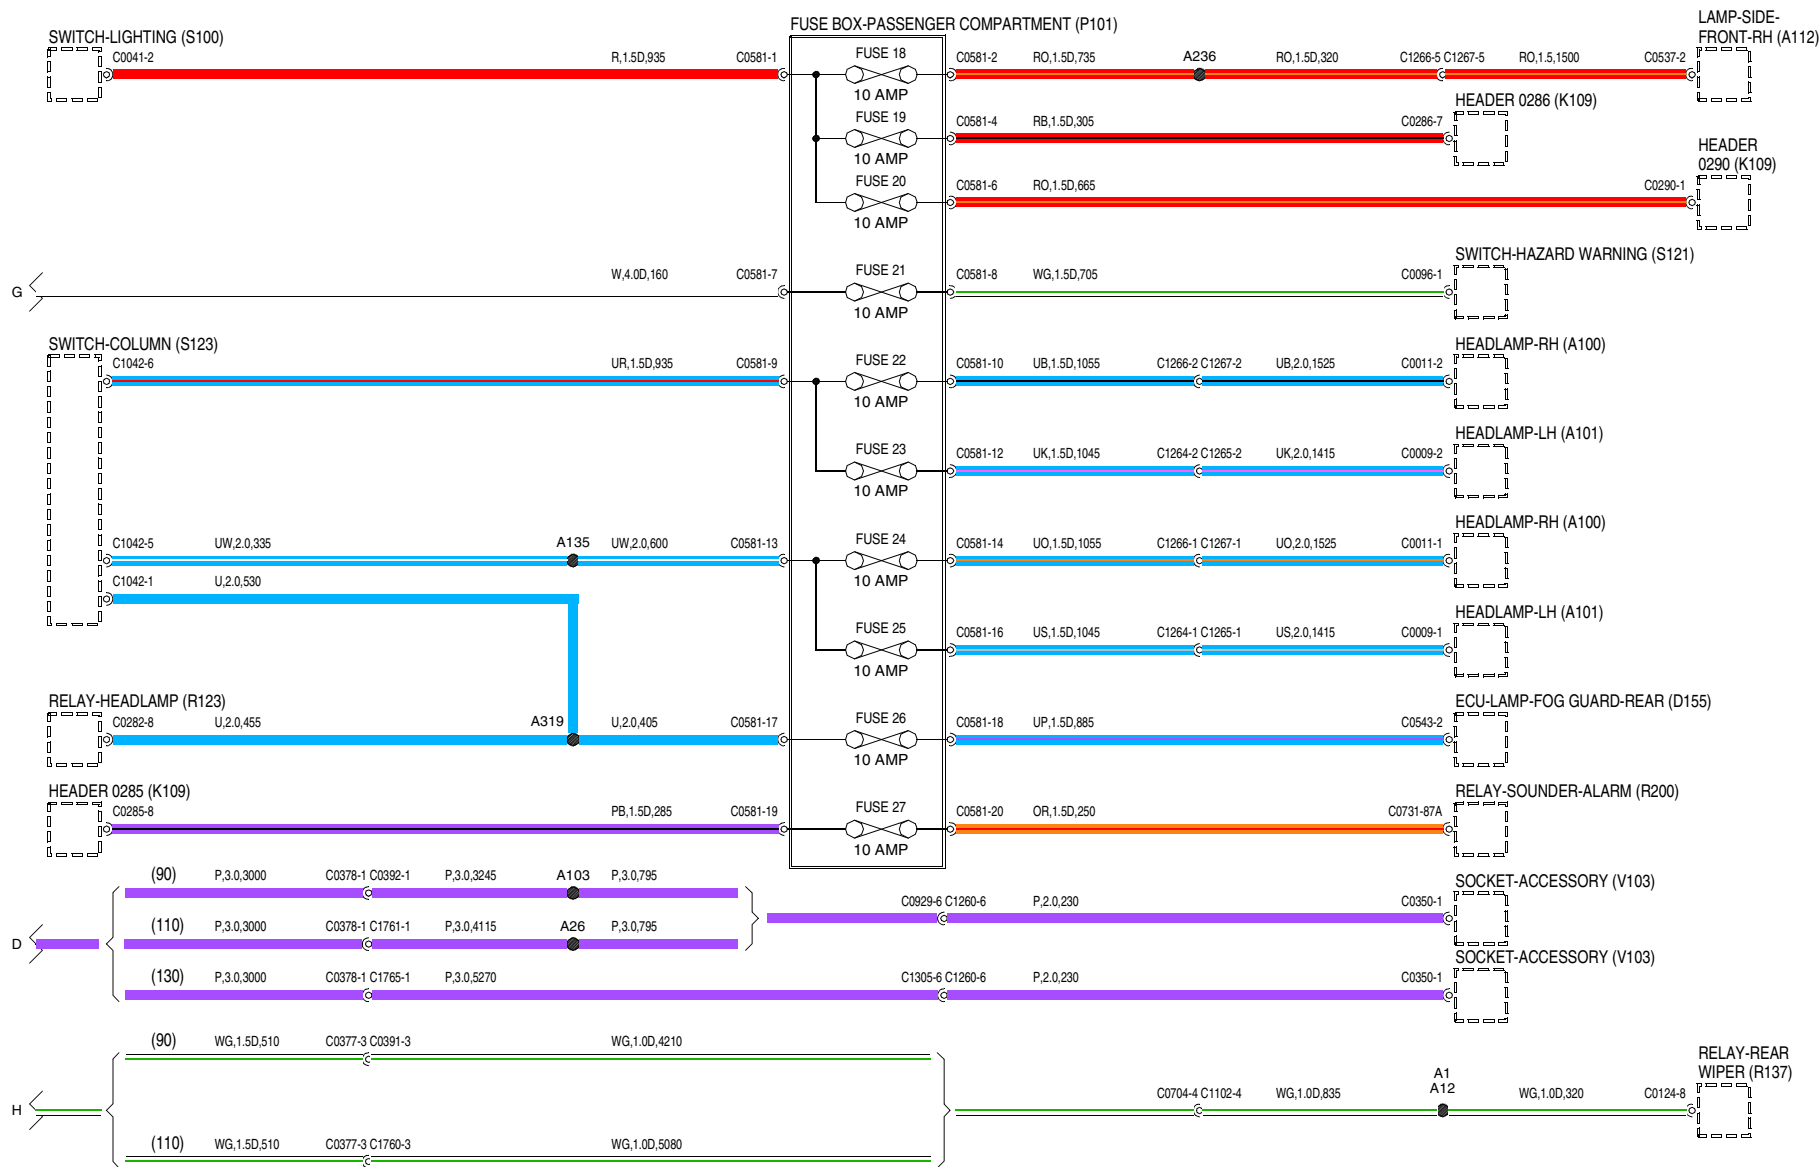 FUSE BOX-PASSENGER COMPARTMENT (P101)
LAMP-SIDE-
FRONT-RH (A112)
SWITCH-LIGHTING (S100)
C0041-2 R,1.5D,935 C0581-1 FUSE 18 C0581-2 RO,1.5D,735 A236 RO,1.5D,320 C1266-5 C1267-5 RO,1.5,1500 C0537-2
10 AMP
HEADER 0286 (K109)
FUSE 19 C0581-4 RB,1.5D,305 C0286-7
10 AMP
HEADER
0290 (K109)
FUSE 20 C0581-6 RO,1.5D,665 C0290-1
10 AMP
SWITCH-HAZARD WARNING (S121)
G W,4.0D,160 C0581-7 FUSE 21 C0581-8 WG,1.5D,705 C0096-1
10 AMP
SWITCH-COLUMN (S123)
HEADLAMP-RH (A100)
C1042-6 UR,1.5D,935 C0581-9 FUSE 22 C0581-10 UB,1.5D,1055 C1266-2 C1267-2 UB,2.0,1525 C0011-2
10 AMP
HEADLAMP-LH (A101)
FUSE 23 C0581-12 UK,1.5D,1045 C1264-2 C1265-2 UK,2.0,1415 C0009-2
10 AMP
HEADLAMP-RH (A100)
C1042-5 UW,2.0,335 A135 UW,2.0,600 C0581-13 FUSE 24 C0581-14 UO,1.5D,1055 C1266-1 C1267-1 UO,2.0,1525 C0011-1
10 AMP
C1042-1 U,2.0,530
HEADLAMP-LH (A101)
FUSE 25 C0581-16 US,1.5D,1045 C1264-1 C1265-1 US,2.0,1415 C0009-1
10 AMP
RELAY-HEADLAMP (R123)
ECU-LAMP-FOG GUARD-REAR (D155)
C0282-8 U,2.0,455 A319 U,2.0,405 C0581-17 FUSE 26 C0581-18 UP,1.5D,885 C0543-2
10 AMP
HEADER 0285 (K109)
RELAY-SOUNDER-ALARM (R200)
C0285-8 PB,1.5D,285 C0581-19 FUSE 27 C0581-20 OR,1.5D,250 C0731-87A
10 AMP
(90) P,3.0,3000 C0378-1 C0392-1 P,3.0,3245 A103 P,3.0,795
SOCKET-ACCESSORY (V103)
C0929-6 C1260-6 P,2.0,230 C0350-1
D (110) P,3.0,3000 C0378-1 C1761-1 P,3.0,4115 A26 P,3.0,795
SOCKET-ACCESSORY (V103)
(130) P,3.0,3000 C0378-1 C1765-1 P,3.0,5270 C1305-6 C1260-6 P,2.0,230 C0350-1
(90) WG,1.5D,510 C0377-3 C0391-3 WG,1.0D,4210
RELAY-REAR
WIPER (R137)
A1
A12
H C0704-4 C1102-4 WG,1.0D,835 WG,1.0D,320 C0124-8
(110) WG,1.5D,510 C0377-3 C1760-3 WG,1.0D,5080